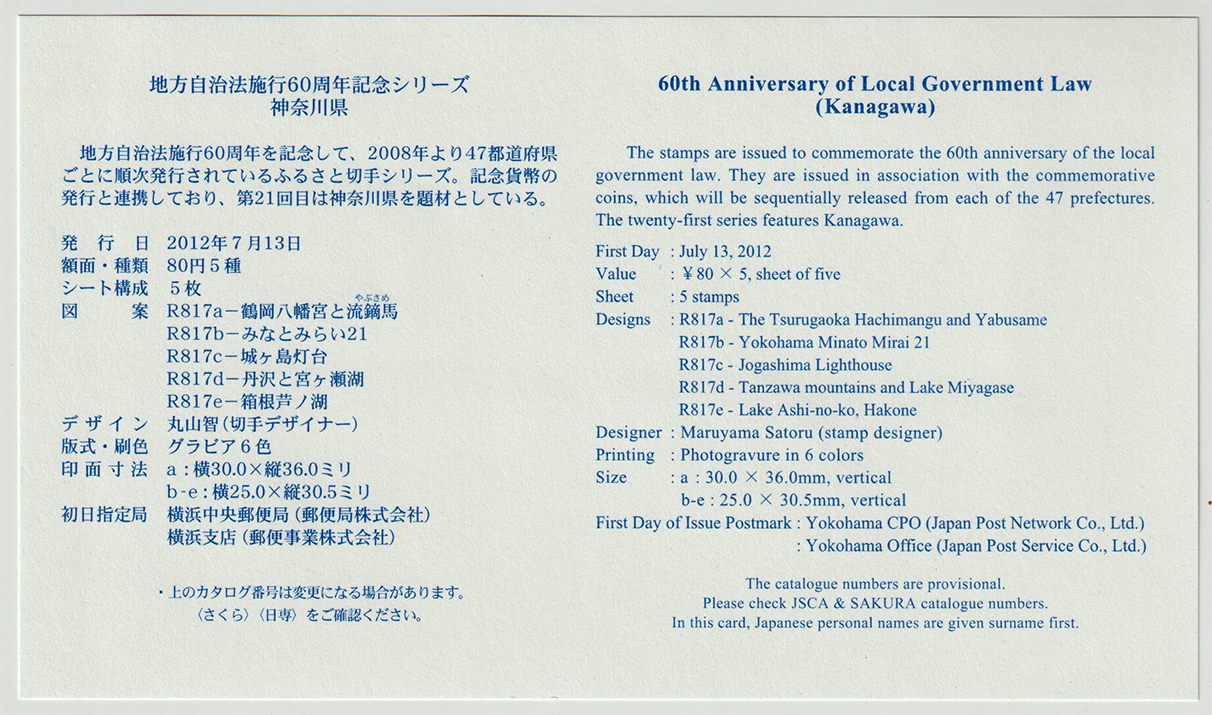 地方自治法施行60周年記念シリーズ
神奈川県
地方自治法施行60周年を記念して、2008年より47都道府県
ごとに順次発行されているふるさと切手シリーズ。記念貨幣の
発行と連携しており、第21回目は神奈川県を題材としている。
発行日 2012年7月13日
額面・種類 80円5種
シート構成 5枚
やぶさめ
図案 R817a－鶴岡八幡宮と流鏑馬
R817b－みなとみらい21
R817c－城ヶ島灯台
R817d－丹沢と宮ヶ瀬湖
R817e－箱根芦ノ湖
デザイン 丸山智(切手デザイナー)
版式・刷色 グラビア6色
印面寸法 a:横30.0×縦36.0ミリ
b-e:横25.0×縦30.5ミリ
初日指定局 横浜中央郵便局(郵便局株式会社)
横浜支店(郵便事業株式会社)
・上のカタログ番号は変更になる場合があります。
〈さくら〉〈日専〉をご確認ください。
60th Anniversary of Local Government Law
(Kanagawa)
The stamps are issued to commemorate the 60th anniversary of the local
government law. They are issued in association with the commemorative
coins, which will be sequentially released from each of the 47 prefectures.
The twenty-first series features Kanagawa.
First Day : July 13, 2012
Value : ¥80 × 5, sheet of five
Sheet : 5 stamps
Designs : R817a - The Tsurugaoka Hachimangu and Yabusame
R817b - Yokohama Minato Mirai 21
R817c - Jogashima Lighthouse
R817d - Tanzawa mountains and Lake Miyagase
R817e - Lake Ashi-no-ko, Hakone
Designer : Maruyama Satoru (stamp designer)
Printing : Photogravure in 6 colors
Size : a : 30.0 × 36.0mm, vertical
b-e : 25.0 × 30.5mm, vertical
First Day of Issue Postmark : Yokohama CPO (Japan Post Network Co., Ltd.)
: Yokohama Office (Japan Post Service Co., Ltd.)
The catalogue numbers are provisional.
Please check JSCA & SAKURA catalogue numbers.
In this card, Japanese personal names are given surname first.